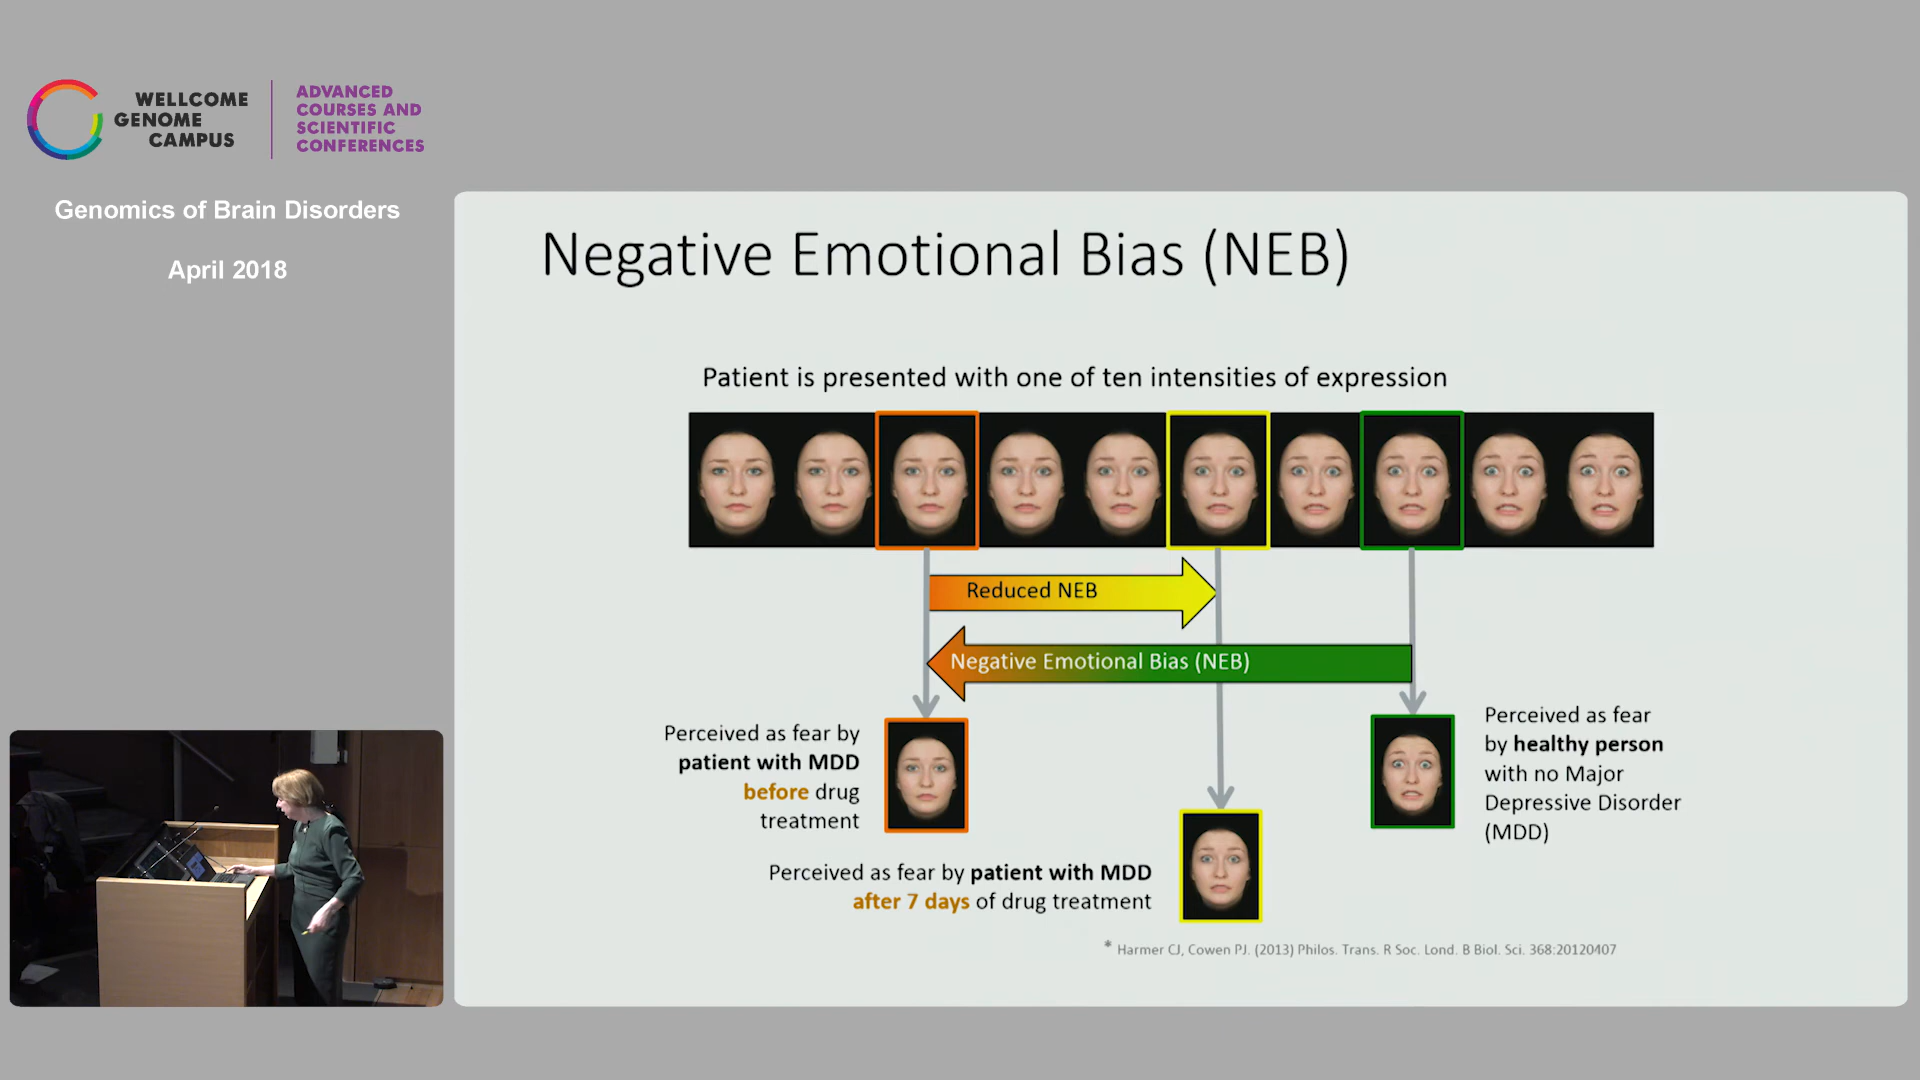 WELLCOME
GENOME
CAMPUS
ADVANCED
COURSES AND
SCIENTIFIC
CONFERENCES
Genomics of Brain Disorders
April 2018
Negative Emotional Bias (NEB)
Patient is presented with one of ten intensities of expression
Reduced NEB
Negative Emotional Bias (NEB)
Perceived as fear by
patient with MDD
before drug
treatment
Perceived as fear by patient with MDD
after 7 days of drug treatment
Perceived as fear
by healthy person
with no Major
Depressive Disorder
(MDD)
* Harmer CJ, Cowen PJ. (2013) Philos. Trans. R Soc. Lond. B Biol. Sci. 368:20120407